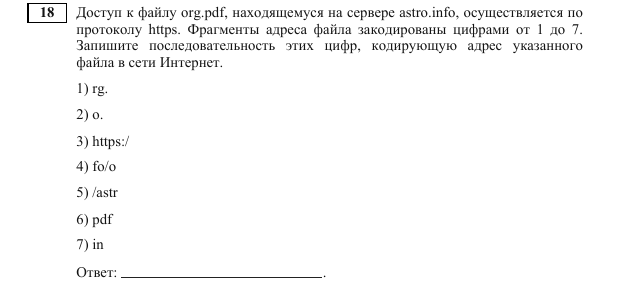 18 Доступ к файлу org.pdf, находящемуся на сервере astro.info, осуществляется по
протоколу https. Фрагменты адреса файла закодированы цифрами от 1 до 7.
Запишите последовательность этих цифр, кодирующую адрес указанного
файла в сети Интернет.
1) rg.
2) o.
3) https:/
4) fo/o
5) /astr
6) pdf
7) in
Ответ: ______________________________.